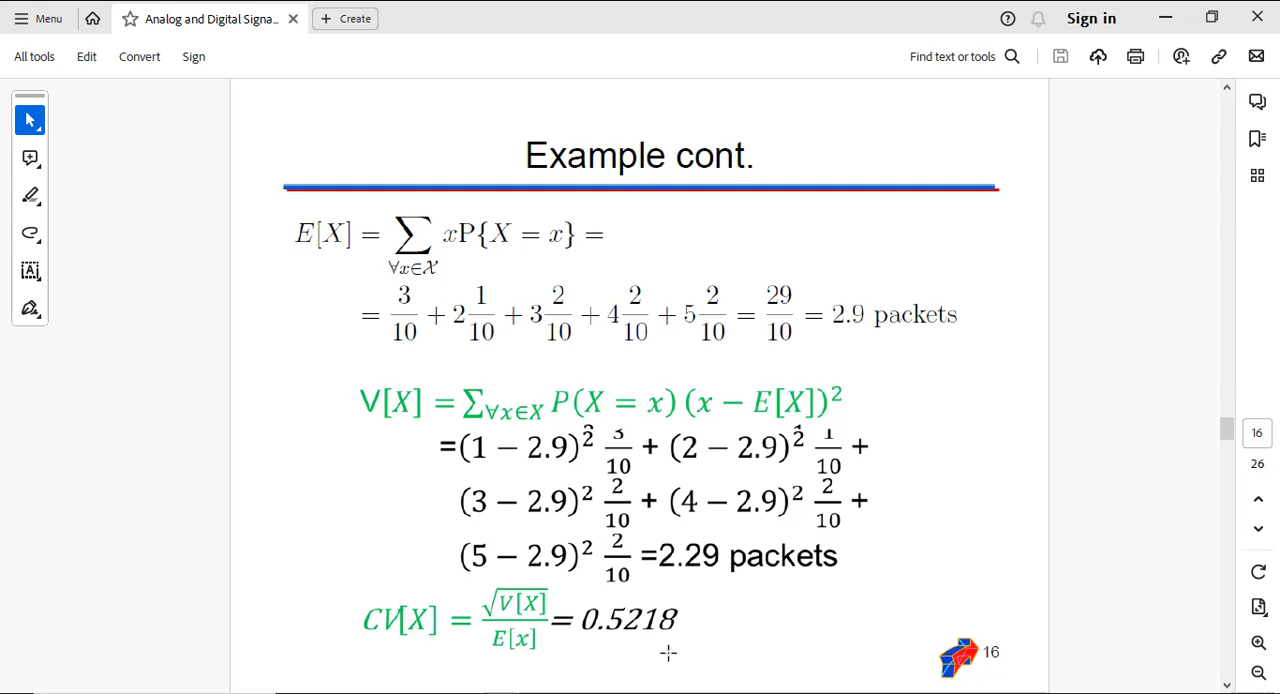 Menu
Analog and Digital Signa...
+ Create
Sign in
All tools Edit Convert Sign
Find text or tools
Example cont.
E[X] = ∑ xP{X = x} =
∀x∈𝒳
= 3/10 + 2 1/10 + 3 2/10 + 4 2/10 + 5 2/10 = 29/10 = 2.9 packets
V[X] = ∑∀x∈X P(X = x) (x − E[X])²
=(1 − 2.9)² 3/10 + (2 − 2.9)² 1/10 +
(3 − 2.9)² 2/10 + (4 − 2.9)² 2/10 +
(5 − 2.9)² 2/10 =2.29 packets
CV[X] = √V[X]/E[x] = 0.5218
16
16
26